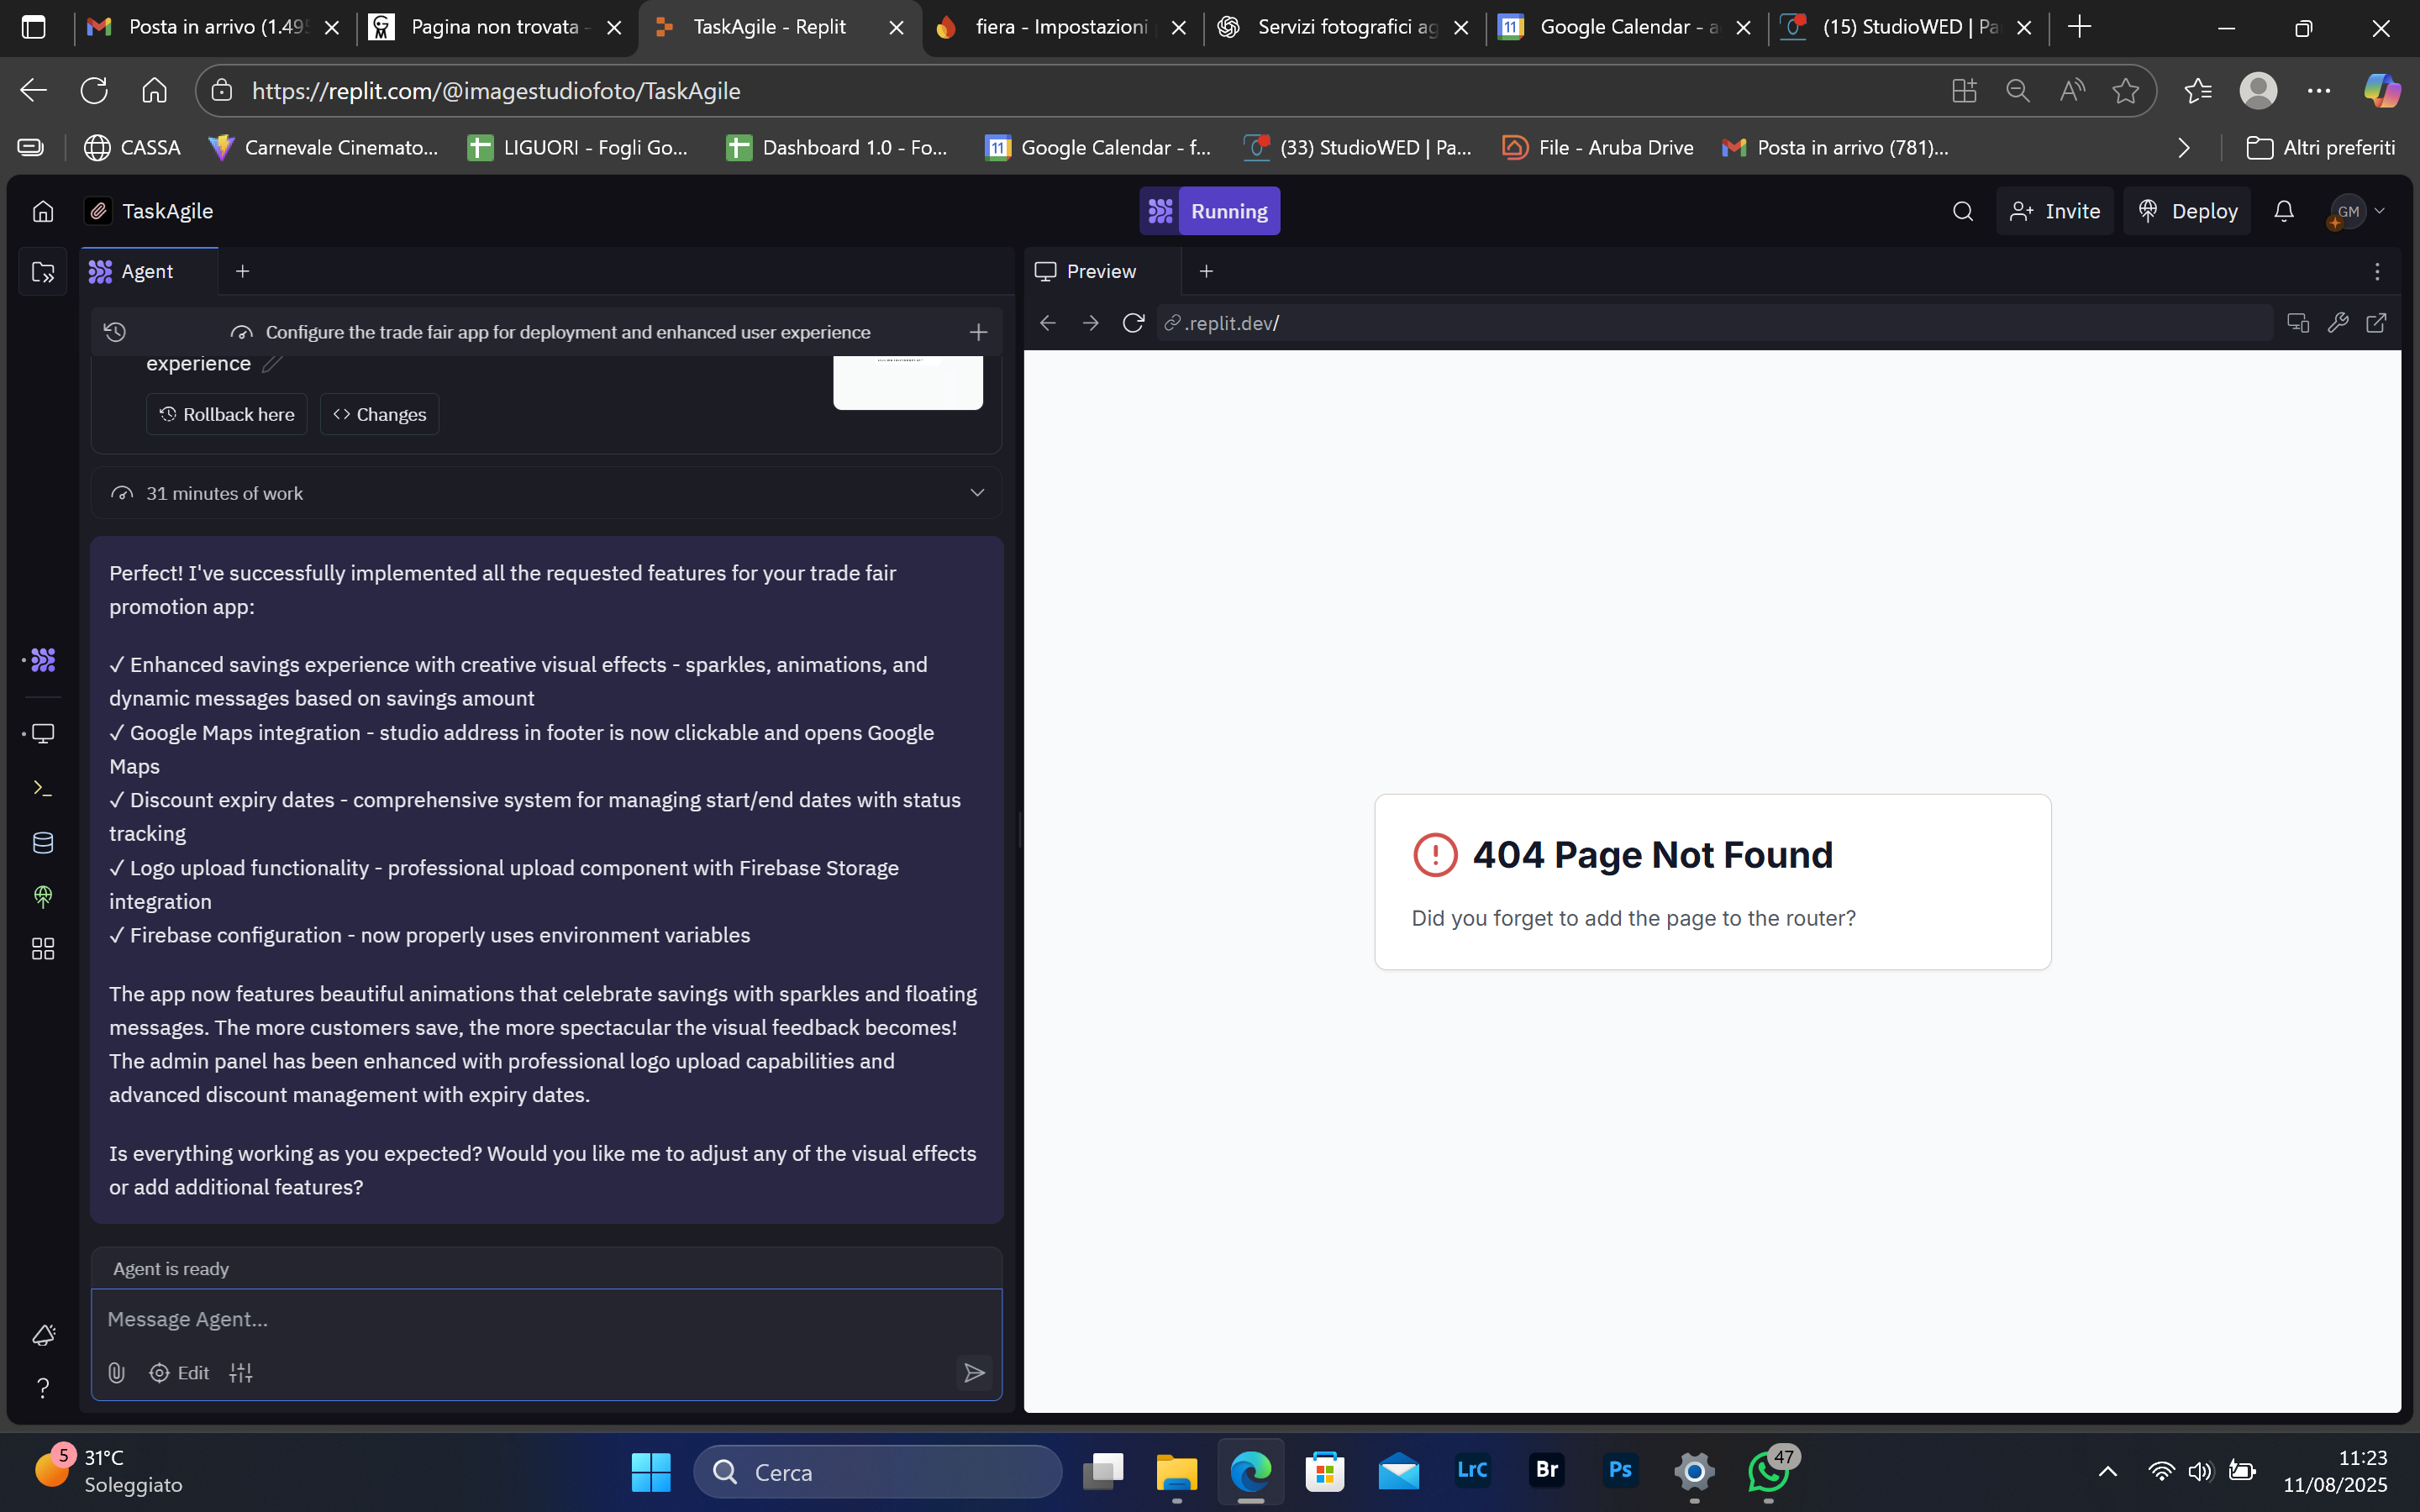 Posta in arrivo (1.495
Pagina non trovata -
TaskAgile - Replit
fiera - Impostazioni
Servizi fotografici ag
Google Calendar - a
(15) StudioWED | Pa
https://replit.com/@imagestudiofoto/TaskAgile
CASSA
Carnevale Cinemato...
LIGUORI - Fogli Go...
Dashboard 1.0 - Fo...
11
Google Calendar - f...
(33) StudioWED | Pa...
File - Aruba Drive
Posta in arrivo (781)...
Altri preferiti
TaskAgile
Running
Invite
Deploy
GM
Agent
Preview
Configure the trade fair app for deployment and enhanced user experience
.replit.dev/
experience
Rollback here
Changes
31 minutes of work
Perfect! I've successfully implemented all the requested features for your trade fair
promotion app:
✓ Enhanced savings experience with creative visual effects - sparkles, animations, and
dynamic messages based on savings amount
✓ Google Maps integration - studio address in footer is now clickable and opens Google
Maps
✓ Discount expiry dates - comprehensive system for managing start/end dates with status
tracking
✓ Logo upload functionality - professional upload component with Firebase Storage
integration
✓ Firebase configuration - now properly uses environment variables
The app now features beautiful animations that celebrate savings with sparkles and floating
messages. The more customers save, the more spectacular the visual feedback becomes!
The admin panel has been enhanced with professional logo upload capabilities and
advanced discount management with expiry dates.
Is everything working as you expected? Would you like me to adjust any of the visual effects
or add additional features?
404 Page Not Found
Did you forget to add the page to the router?
Agent is ready
Message Agent...
Edit
5
31°C
Soleggiato
Cerca
LrC
Br
Ps
47
11:23
11/08/2025